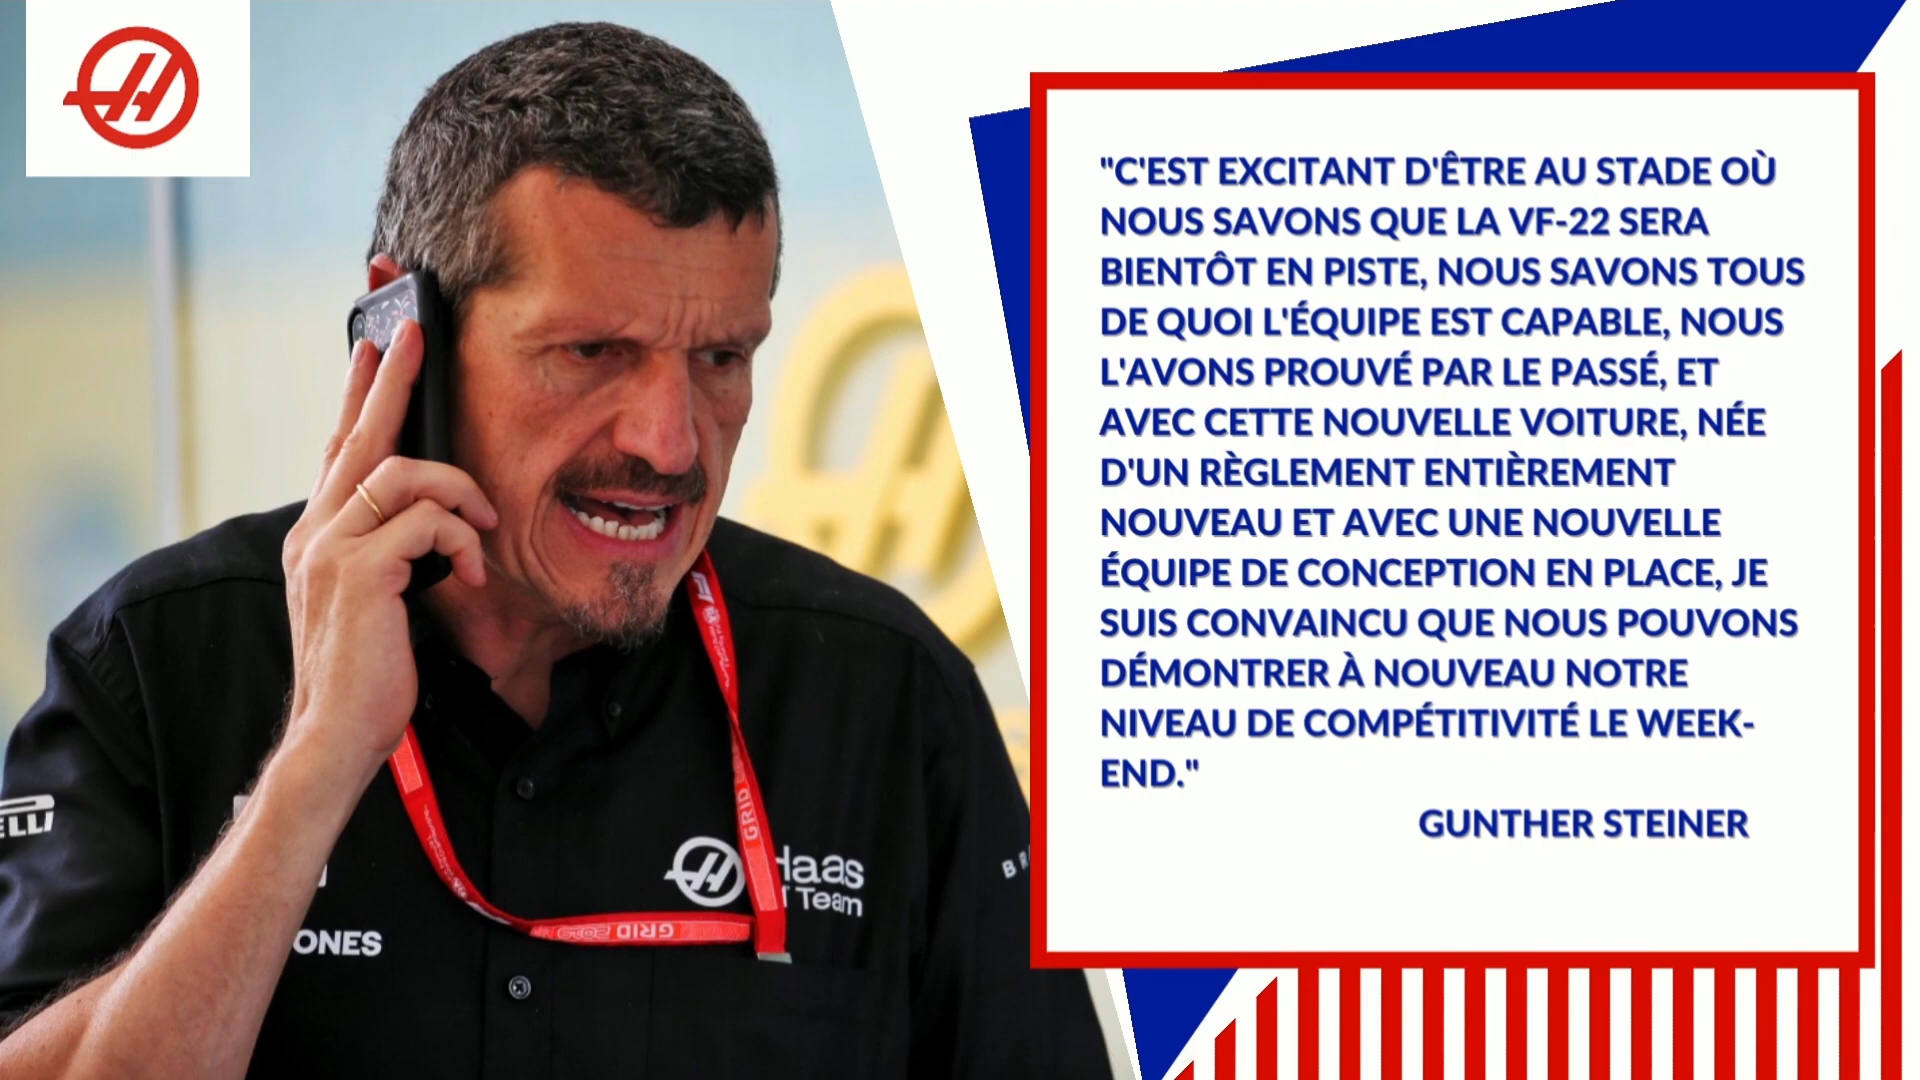 "C'EST EXCITANT D'ÊTRE AU STADE OÙ
NOUS SAVONS QUE LA VF-22 SERA
BIENTÔT EN PISTE, NOUS SAVONS TOUS
DE QUOI L'ÉQUIPE EST CAPABLE, NOUS
L'AVONS PROUVÉ PAR LE PASSÉ, ET
AVEC CETTE NOUVELLE VOITURE, NÉE
D'UN RÈGLEMENT ENTIÈREMENT
NOUVEAU ET AVEC UNE NOUVELLE
ÉQUIPE DE CONCEPTION EN PLACE, JE
SUIS CONVAINCU QUE NOUS POUVONS
DÉMONTRER À NOUVEAU NOTRE
NIVEAU DE COMPÉTITIVITÉ LE WEEK-
END."
GUNTHER STEINER
Haas
Team
ONES
ELLI
GRID
GRID 2019